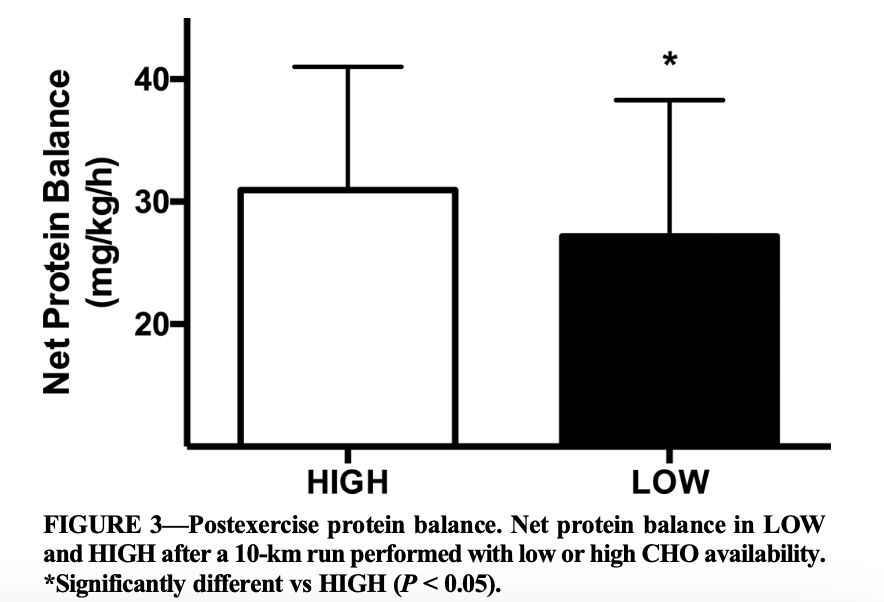 Net Protein Balance
(mg/kg/h)
40
*
30
20
HIGH LOW
FIGURE 3—Postexercise protein balance. Net protein balance in LOW
and HIGH after a 10-km run performed with low or high CHO availability.
*Significantly different vs HIGH (P < 0.05).